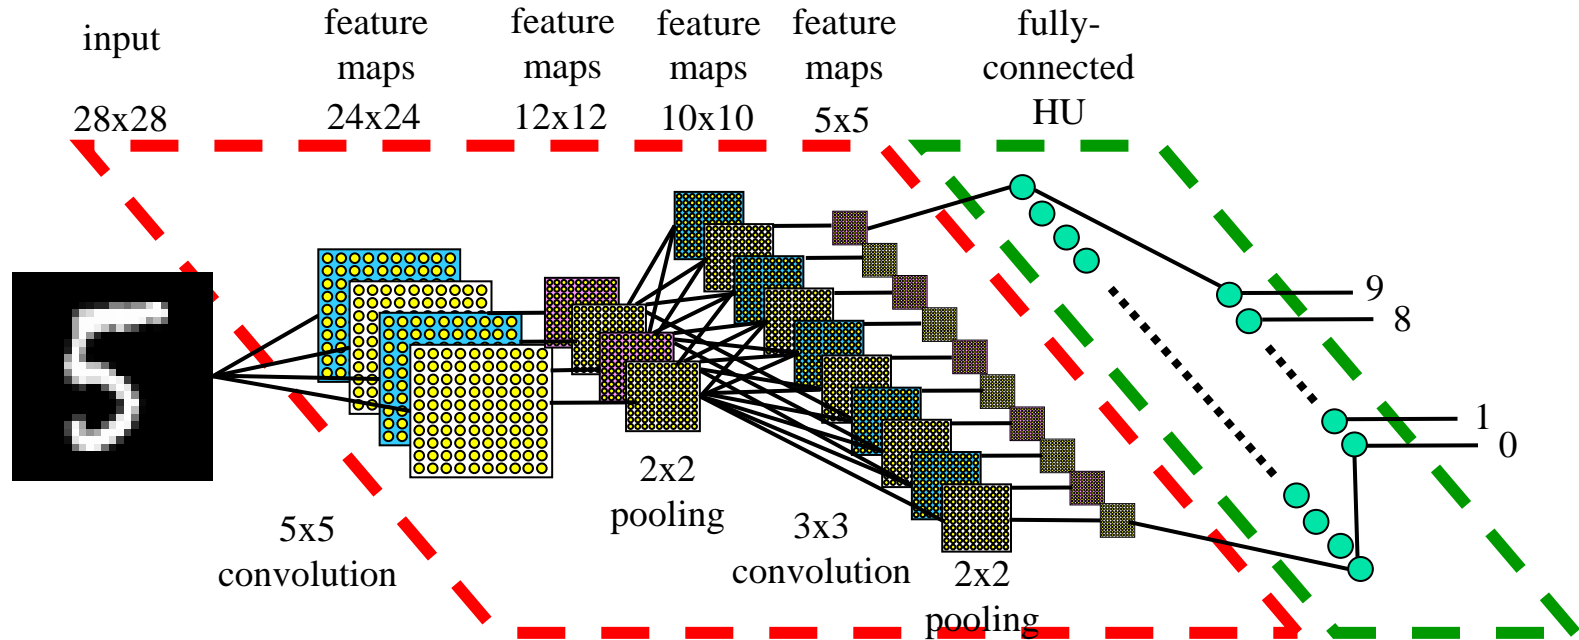 input
28x28
feature
maps
24x24
feature
maps
12x12
feature
maps
10x10
feature
maps
5x5
fully-
connected
HU
5
9
8
1
0
5x5
convolution
2x2
pooling
3x3
convolution
2x2
pooling